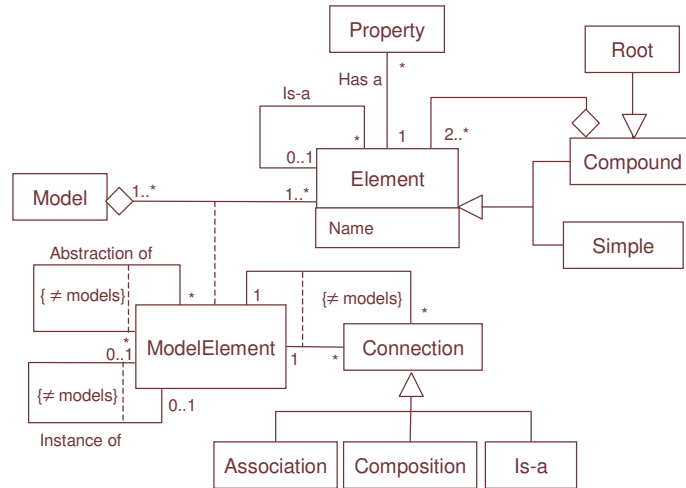 Property
Root
Has a
*
Is-a
*
1
2..*
0..1
Element
Compound
Model
1..*
1..*
Name
Simple
Abstraction of
{ ≠ models}
*
1
{≠ models}
*
*
ModelElement
Connection
0..1
1
*
{≠ models}
0..1
Instance of
Association
Composition
Is-a